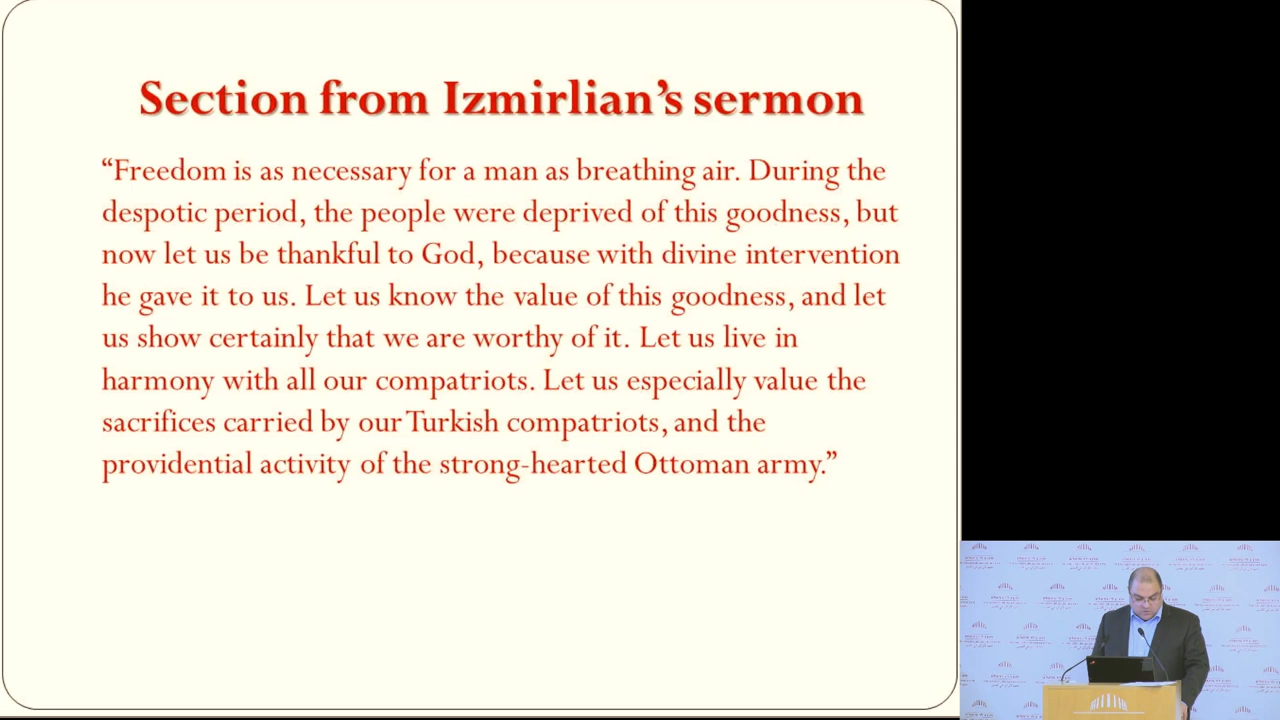 Section from Izmirlian’s sermon
“Freedom is as necessary for a man as breathing air. During the
despotic period, the people were deprived of this goodness, but
now let us be thankful to God, because with divine intervention
he gave it to us. Let us know the value of this goodness, and let
us show certainly that we are worthy of it. Let us live in
harmony with all our compatriots. Let us especially value the
sacrifices carried by our Turkish compatriots, and the
providential activity of the strong-hearted Ottoman army.”